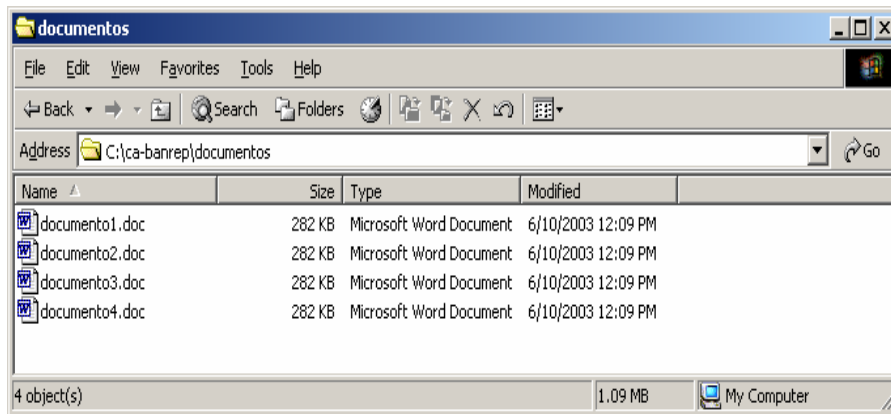 documentos
File Edit View Favorites Tools Help
Back Search Folders
Address C:\ca-banrep\documentos Go
Name Size Type Modified
documento1.doc 282 KB Microsoft Word Document 6/10/2003 12:09 PM
documento2.doc 282 KB Microsoft Word Document 6/10/2003 12:09 PM
documento3.doc 282 KB Microsoft Word Document 6/10/2003 12:09 PM
documento4.doc 282 KB Microsoft Word Document 6/10/2003 12:09 PM
4 object(s) 1.09 MB My Computer